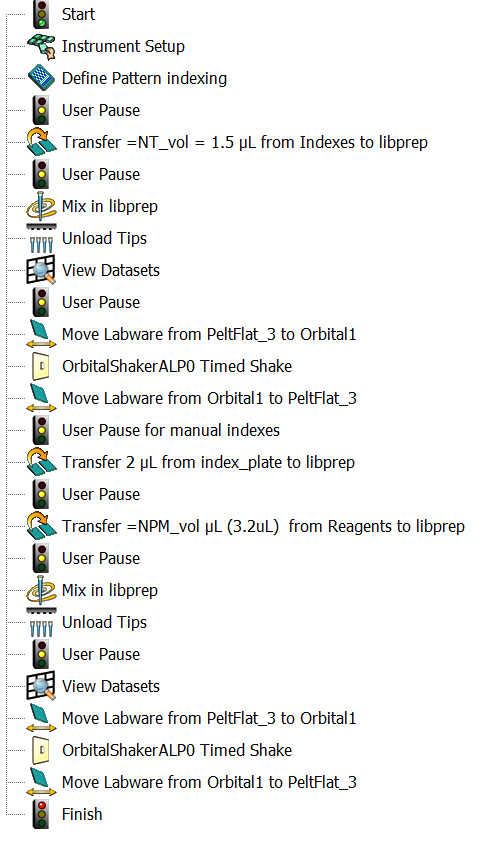 Start
Instrument Setup
Define Pattern indexing
User Pause
Transfer =NT_vol = 1.5 µL from Indexes to libprep
User Pause
Mix in libprep
Unload Tips
View Datasets
User Pause
Move Labware from PeltFlat_3 to Orbital1
OrbitalShakerALP0 Timed Shake
Move Labware from Orbital1 to PeltFlat_3
User Pause for manual indexes
Transfer 2 µL from index_plate to libprep
User Pause
Transfer =NPM_vol µL (3.2uL)  from Reagents to libprep
User Pause
Mix in libprep
Unload Tips
User Pause
View Datasets
Move Labware from PeltFlat_3 to Orbital1
OrbitalShakerALP0 Timed Shake
Move Labware from Orbital1 to PeltFlat_3
Finish